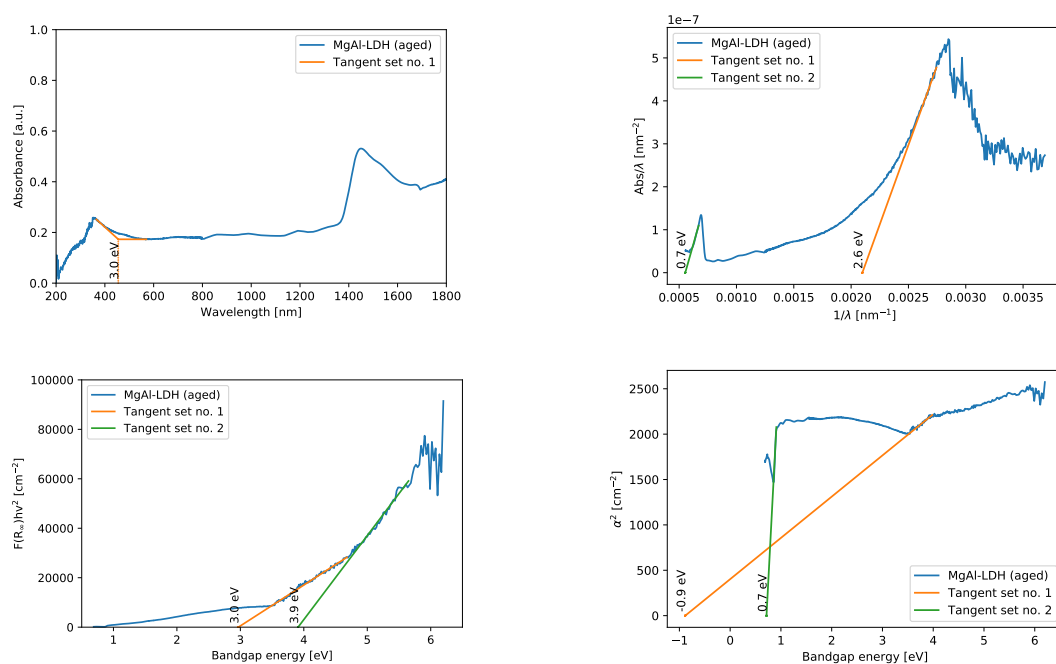 1.0
0.8
0.6
0.4
0.2
0.0
Absorbance [a.u.]
MgAl-LDH (aged)
Tangent set no. 1
3.0 eV
200 400 600 800 1000 1200 1400 1600 1800
Wavelength [nm]
1e−7
5
4
3
2
1
0
Abs/λ [nm⁻²]
MgAl-LDH (aged)
Tangent set no. 1
Tangent set no. 2
0.7 eV
2.6 eV
0.0005 0.0010 0.0015 0.0020 0.0025 0.0030 0.0035
1/λ [nm⁻¹]
100000
80000
60000
40000
20000
0
F(R∞)hv² [cm⁻²]
MgAl-LDH (aged)
Tangent set no. 1
Tangent set no. 2
3.0 eV
3.9 eV
1 2 3 4 5 6
Bandgap energy [eV]
2500
2000
1500
1000
500
0
α² [cm⁻²]
-0.9 eV
0.7 eV
MgAl-LDH (aged)
Tangent set no. 1
Tangent set no. 2
−1 0 1 2 3 4 5 6
Bandgap energy [eV]